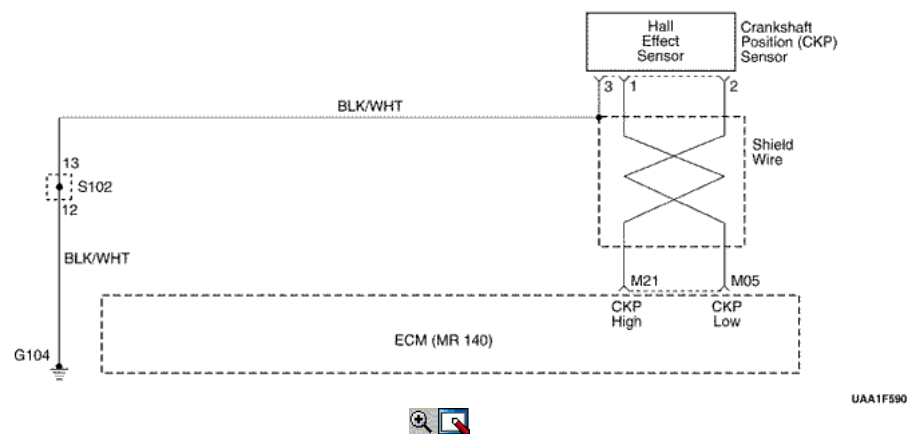 Hall
Effect
Sensor
Crankshaft
Position (CKP)
Sensor
3
1
2
BLK/WHT
Shield
Wire
13
S102
12
BLK/WHT
M21
M05
CKP
High
CKP
Low
ECM (MR 140)
G104
UAA1F590